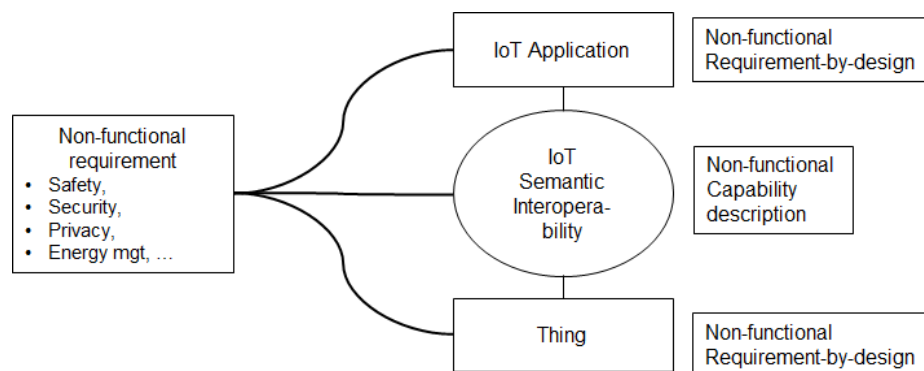 IoT Application
Non-functional
Requirement-by-design
Non-functional
requirement
• Safety,
• Security,
• Privacy,
• Energy mgt, …
IoT
Semantic
Interopera-
bility
Non-functional
Capability
description
Thing
Non-functional
Requirement-by-design